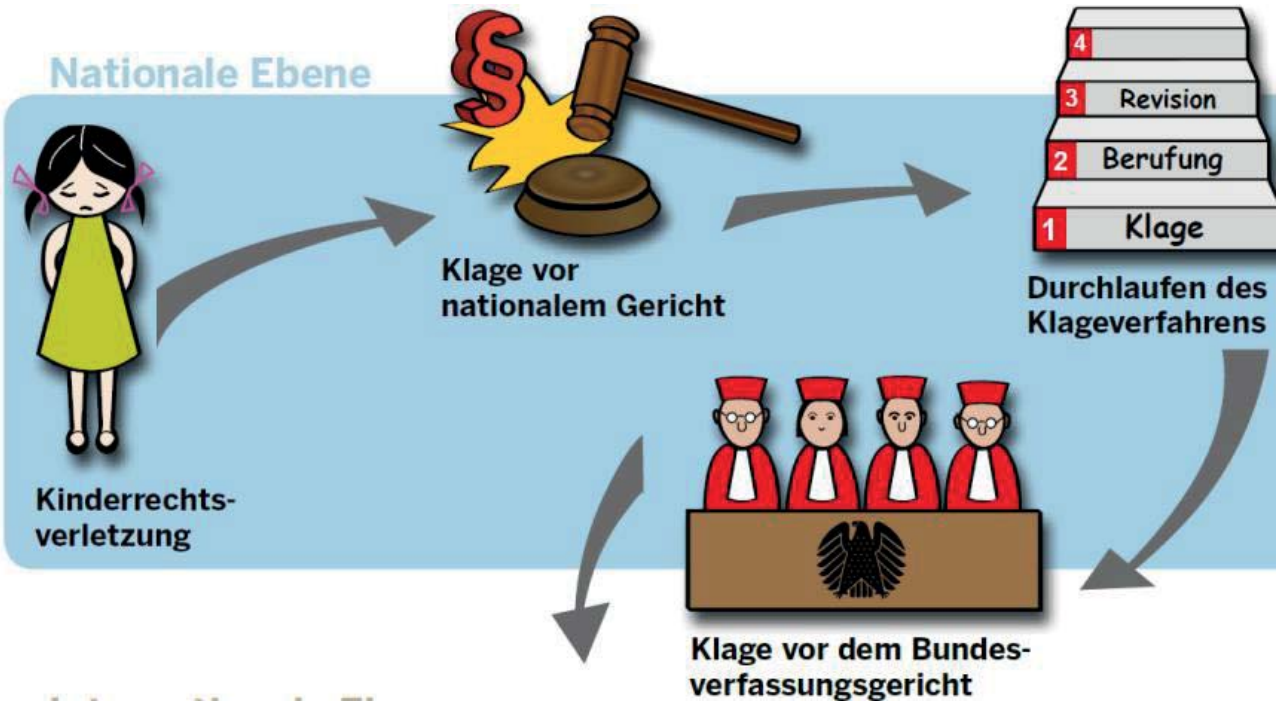 Nationale Ebene
§
Kinderrechts-
verletzung
Klage vor
nationalem Gericht
4
3 Revision
2 Berufung
1 Klage
Durchlaufen des
Klageverfahrens
Klage vor dem Bundes-
verfassungsgericht